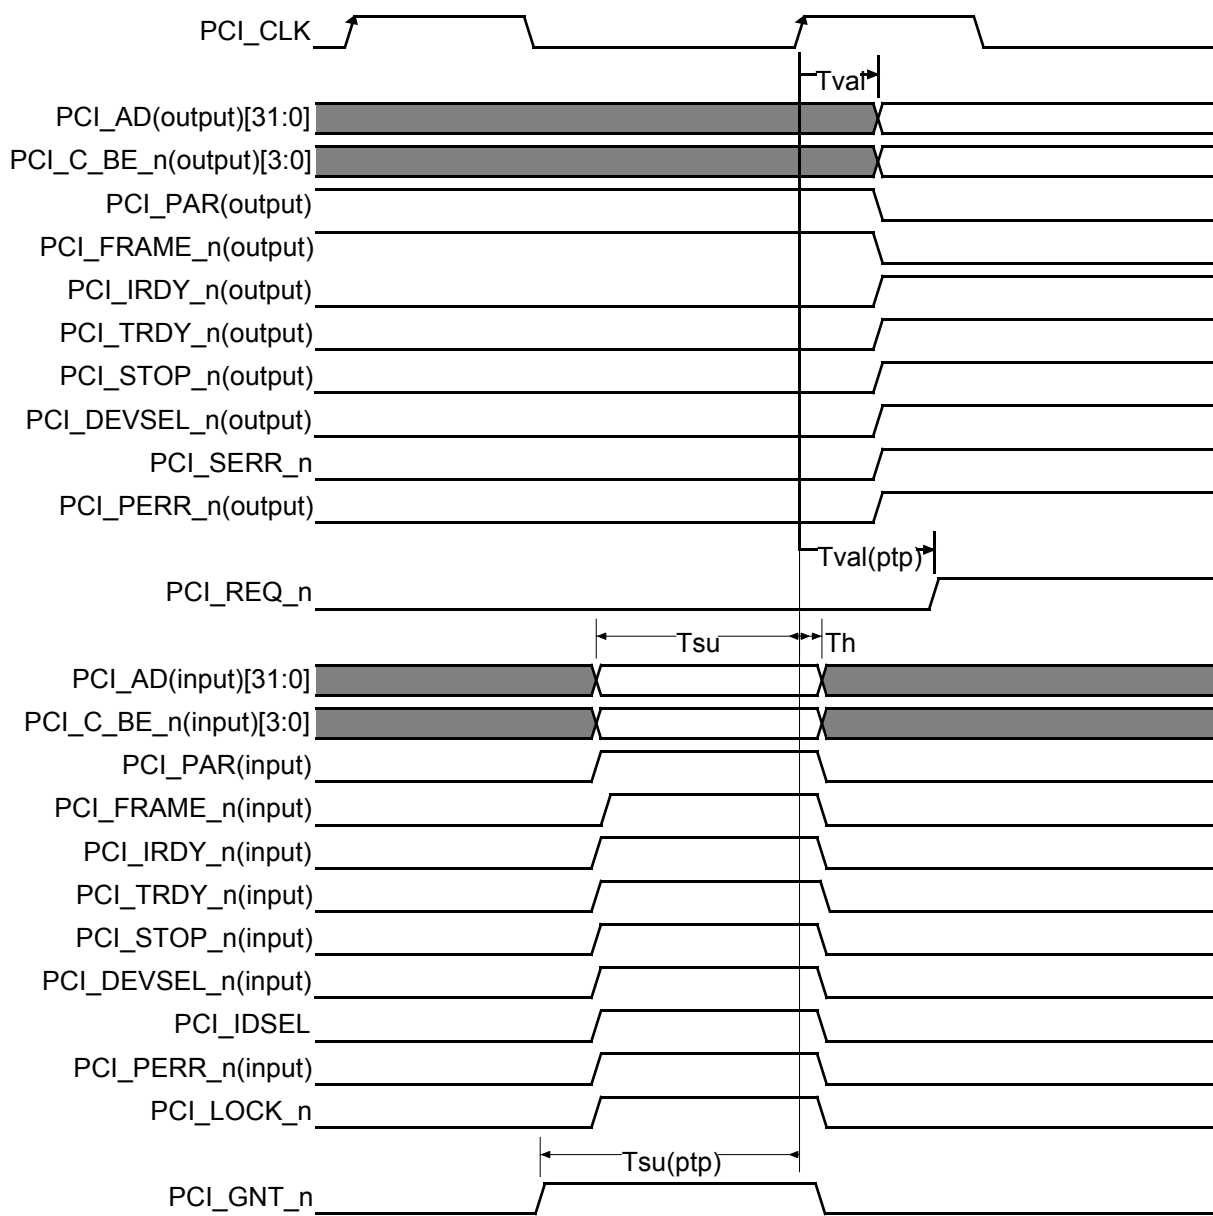 PCI_CLK
Tval
PCI_AD(output)[31:0]
PCI_C_BE_n(output)[3:0]
PCI_PAR(output)
PCI_FRAME_n(output)
PCI_IRDY_n(output)
PCI_TRDY_n(output)
PCI_STOP_n(output)
PCI_DEVSEL_n(output)
PCI_SERR_n
PCI_PERR_n(output)
Tval(ptp)
PCI_REQ_n
Tsu Th
PCI_AD(input)[31:0]
PCI_C_BE_n(input)[3:0]
PCI_PAR(input)
PCI_FRAME_n(input)
PCI_IRDY_n(input)
PCI_TRDY_n(input)
PCI_STOP_n(input)
PCI_DEVSEL_n(input)
PCI_IDSEL
PCI_PERR_n(input)
PCI_LOCK_n
Tsu(ptp)
PCI_GNT_n